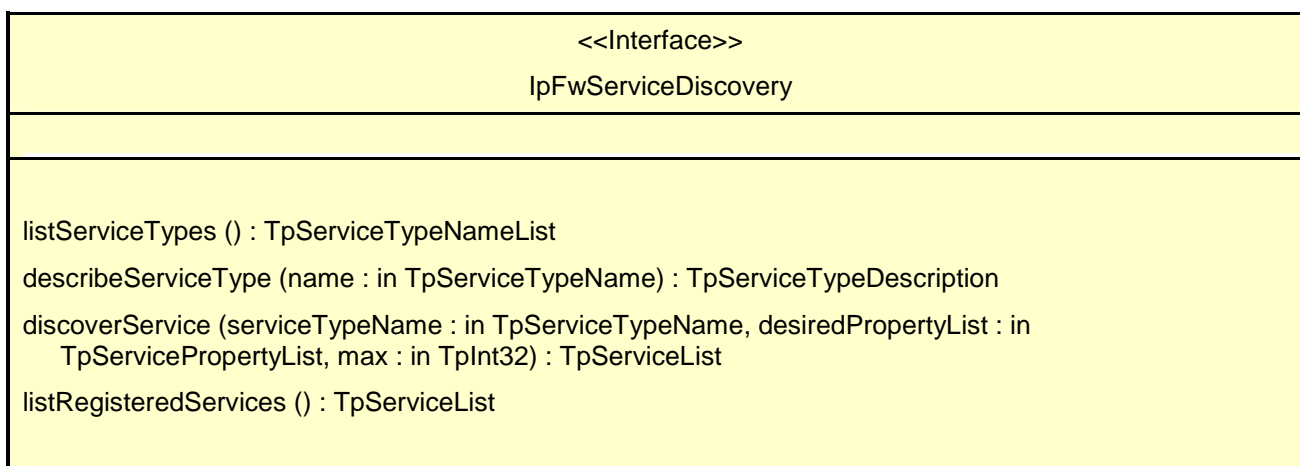 <<Interface>>
IpFwServiceDiscovery
listServiceTypes () : TpServiceTypeNameList
describeServiceType (name : in TpServiceTypeName) : TpServiceTypeDescription
discoverService (serviceTypeName : in TpServiceTypeName, desiredPropertyList : in
TpServicePropertyList, max : in TpInt32) : TpServiceList
listRegisteredServices () : TpServiceList